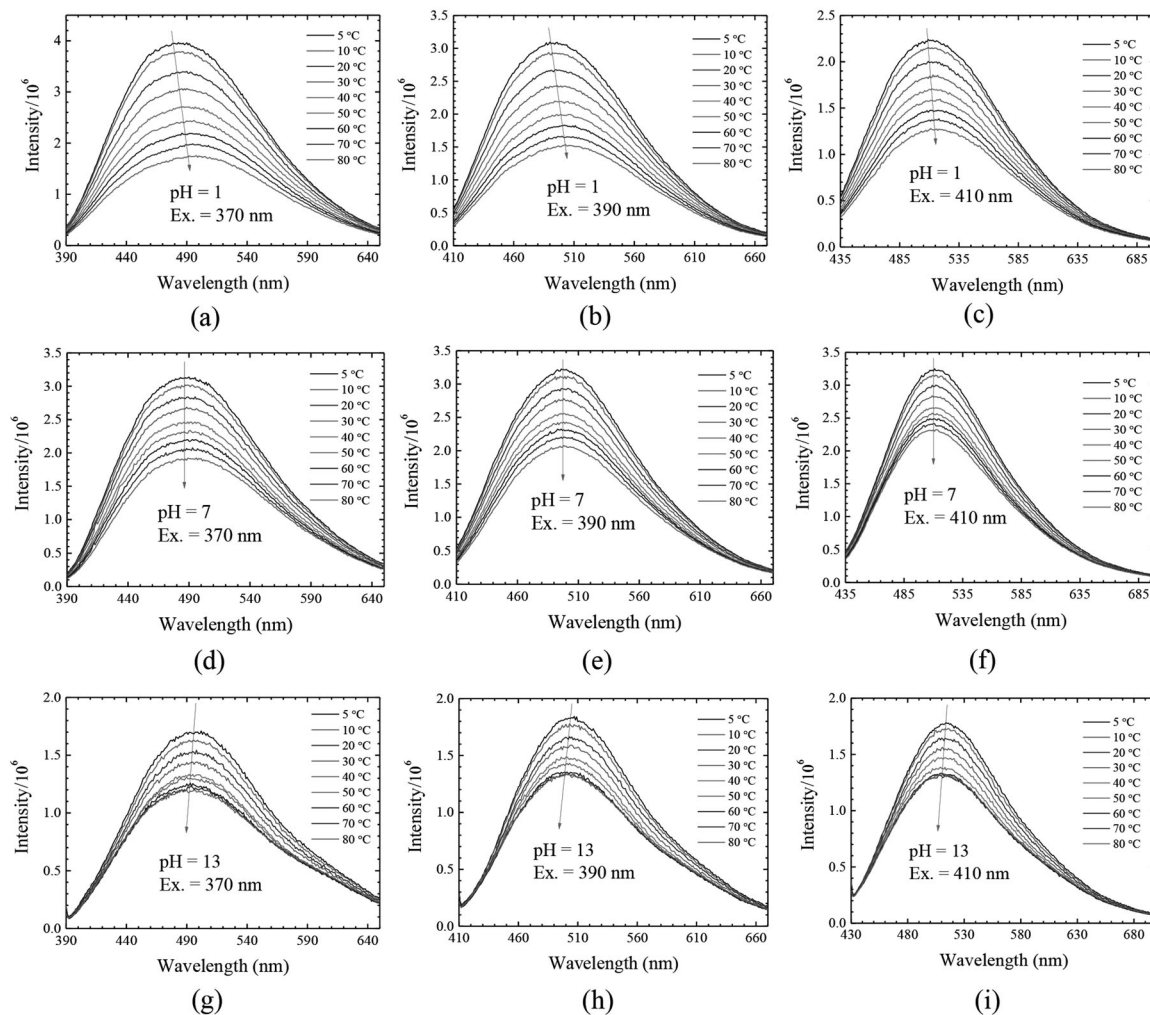 Intensity/10⁶
4
3
2
1
0
390 440 490 540 590 640
Wavelength (nm)
5 °C
10 °C
20 °C
30 °C
40 °C
50 °C
60 °C
70 °C
80 °C
pH = 1
Ex. = 370 nm
(a)
Intensity/10⁶
3.5
3.0
2.5
2.0
1.5
1.0
0.5
0.0
410 460 510 560 610 660
Wavelength (nm)
5 °C
10 °C
20 °C
30 °C
40 °C
50 °C
60 °C
70 °C
80 °C
pH = 1
Ex. = 390 nm
(b)
Intensity/10⁶
2.5
2.0
1.5
1.0
0.5
0.0
435 485 535 585 635 685
Wavelength (nm)
5 °C
10 °C
20 °C
30 °C
40 °C
50 °C
60 °C
70 °C
80 °C
pH = 1
Ex. = 410 nm
(c)
Intensity/10⁶
3.5
3.0
2.5
2.0
1.5
1.0
0.5
0.0
390 440 490 540 590 640
Wavelength (nm)
5 °C
10 °C
20 °C
30 °C
40 °C
50 °C
60 °C
70 °C
80 °C
pH = 7
Ex. = 370 nm
(d)
Intensity/10⁶
3.5
3.0
2.5
2.0
1.5
1.0
0.5
0.0
410 460 510 560 610 660
Wavelength (nm)
5 °C
10 °C
20 °C
30 °C
40 °C
50 °C
60 °C
70 °C
80 °C
pH = 7
Ex. = 390 nm
(e)
Intensity/10⁶
3.5
3.0
2.5
2.0
1.5
1.0
0.5
0.0
435 485 535 585 635 685
Wavelength (nm)
5 °C
10 °C
20 °C
30 °C
40 °C
50 °C
60 °C
70 °C
80 °C
pH = 7
Ex. = 410 nm
(f)
Intensity/10⁶
2.0
1.5
1.0
0.5
0.0
390 440 490 540 590 640
Wavelength (nm)
5 °C
10 °C
20 °C
30 °C
40 °C
50 °C
60 °C
70 °C
80 °C
pH = 13
Ex. = 370 nm
(g)
Intensity/10⁶
2.0
1.5
1.0
0.5
0.0
410 460 510 560 610 660
Wavelength (nm)
5 °C
10 °C
20 °C
30 °C
40 °C
50 °C
60 °C
70 °C
80 °C
pH = 13
Ex. = 390 nm
(h)
Intensity/10⁶
2.0
1.5
1.0
0.5
0.0
430 480 530 580 630 680
Wavelength (nm)
5 °C
10 °C
20 °C
30 °C
40 °C
50 °C
60 °C
70 °C
80 °C
pH = 13
Ex. = 410 nm
(i)